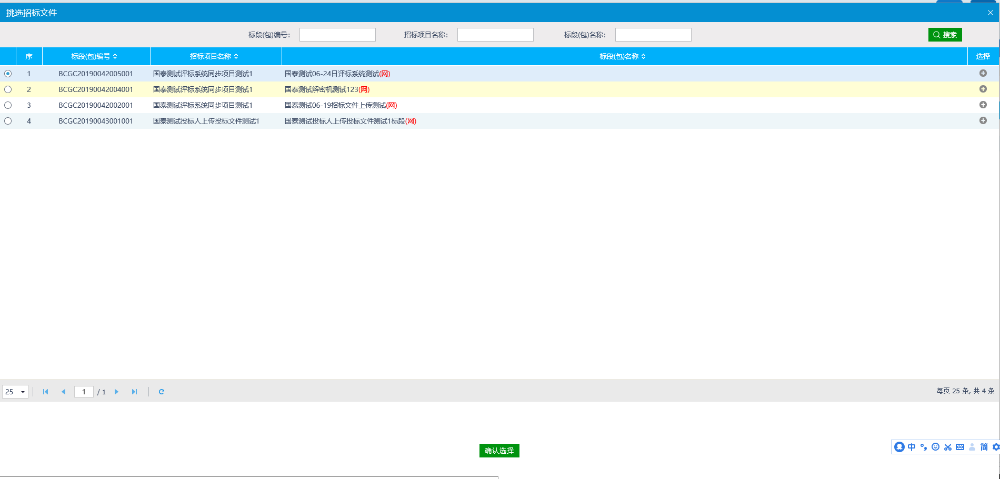 挑选招标文件
标段(包)编号: 招标项目名称: 标段(包)名称: 搜索
序 标段(包)编号 招标项目名称 标段(包)名称 选择
1 BCGC20190042005001 国泰测试评标系统同步项目测试1 国泰测试06-24日评标系统测试(网)
2 BCGC20190042004001 国泰测试评标系统同步项目测试1 国泰测试解密机测试123(网)
3 BCGC20190042002001 国泰测试评标系统同步项目测试1 国泰测试06-19招标文件上传测试(网)
4 BCGC20190043001001 国泰测试投标人上传投标文件测试1 国泰测试投标人上传投标文件测试1标段(网)
25 1 / 1 每页 25 条, 共 4 条
确认选择
中 简